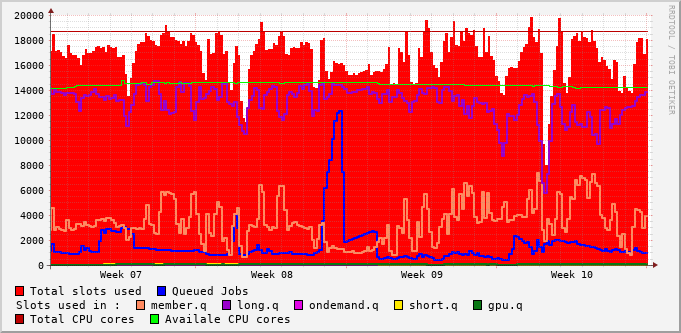 20000
18000
16000
14000
12000
10000
8000
6000
4000
2000
0
Week 07 Week 08 Week 09 Week 10
RRDTOOL / TOBI OETIKER
Total slots used Queued Jobs
Slots used in : member.q long.q ondemand.q short.q gpu.q
Total CPU cores Availale CPU cores